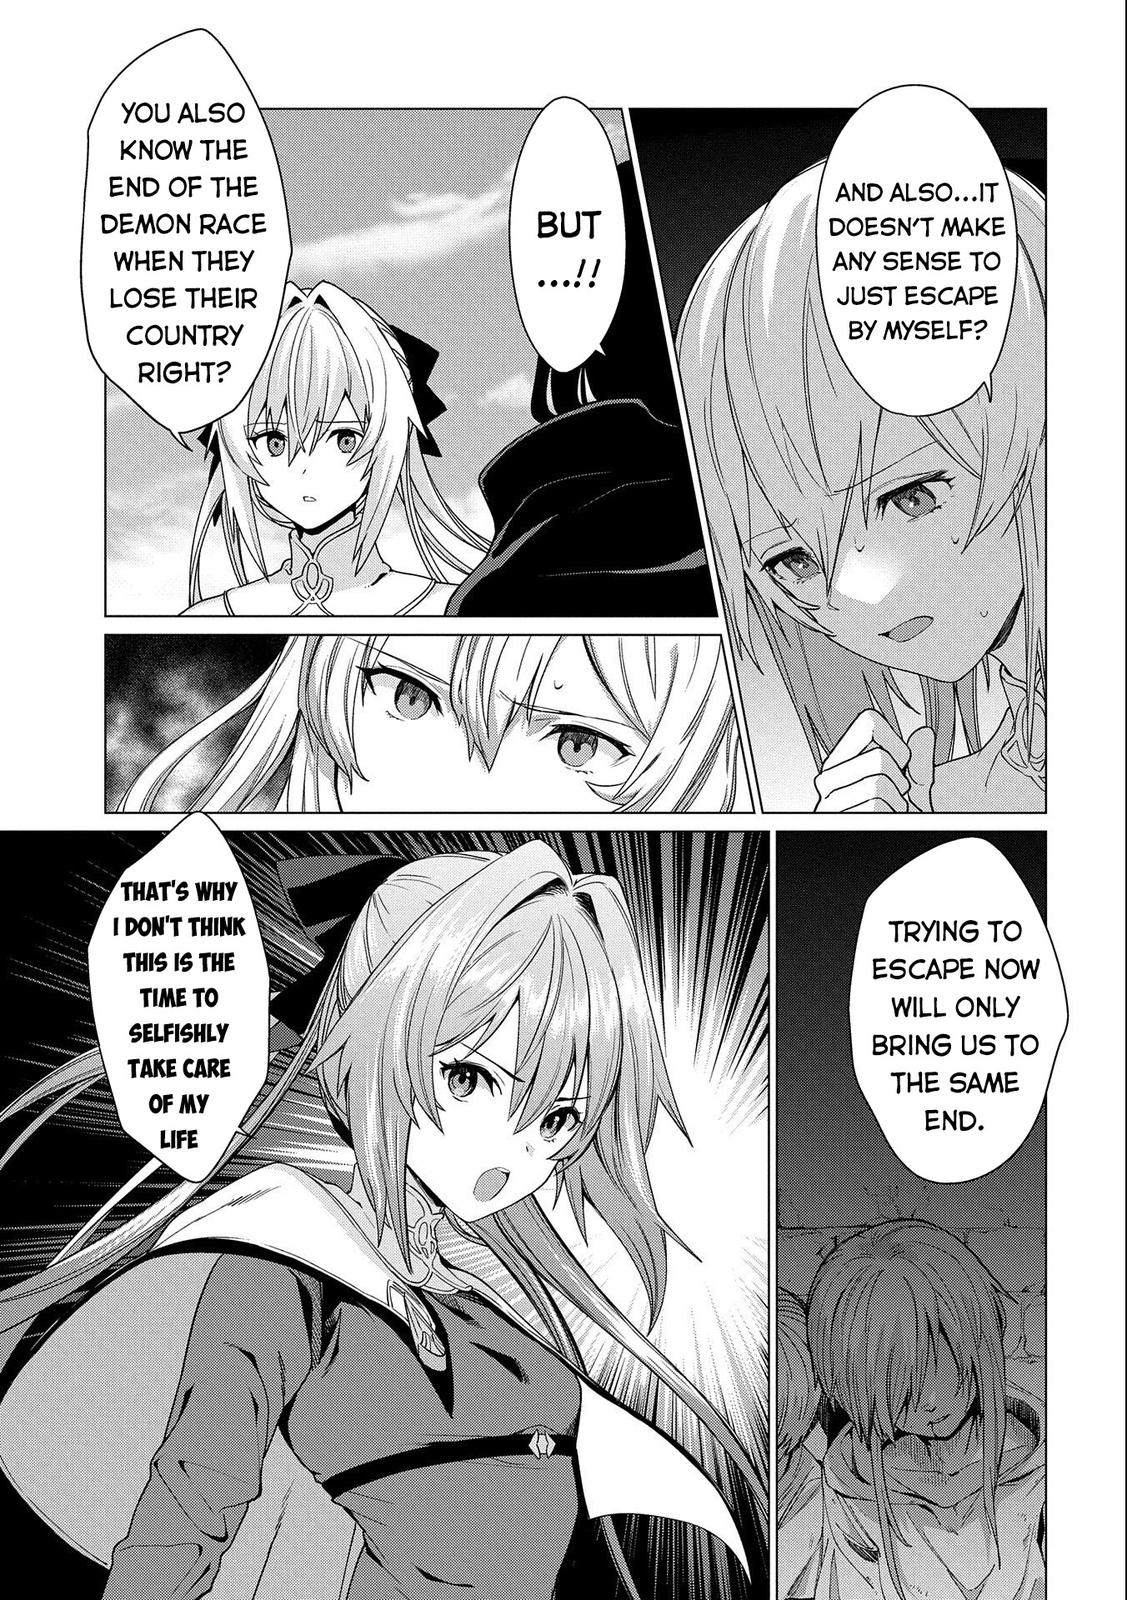 AND ALSO...IT
DOESN'T MAKE
ANY SENSE TO
JUST ESCAPE
BY MYSELF?
BUT
...!!
YOU ALSO
KNOW THE
END OF THE
DEMON RACE
WHEN THEY
LOSE THEIR
COUNTRY
RIGHT?
TRYING TO
ESCAPE NOW
WILL ONLY
BRING US TO
THE SAME
END.
THAT'S WHY
I DON'T THINK
THIS IS THE
TIME TO
SELFISHLY
TAKE CARE
OF MY
LIFE